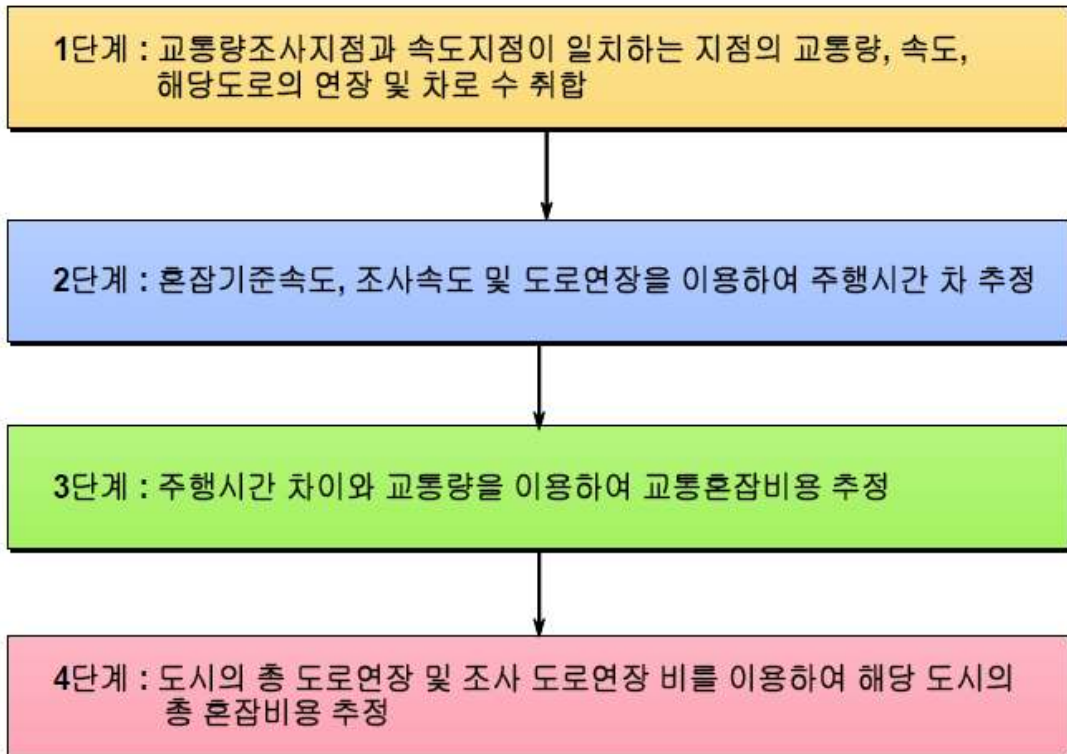 1단계 : 교통량조사지점과 속도지점이 일치하는 지점의 교통량, 속도,
해당도로의 연장 및 차로 수 취합
2단계 : 혼잡기준속도, 조사속도 및 도로연장을 이용하여 주행시간 차 추정
3단계 : 주행시간 차이와 교통량을 이용하여 교통혼잡비용 추정
4단계 : 도시의 총 도로연장 및 조사 도로연장 비를 이용하여 해당 도시의
총 혼잡비용 추정